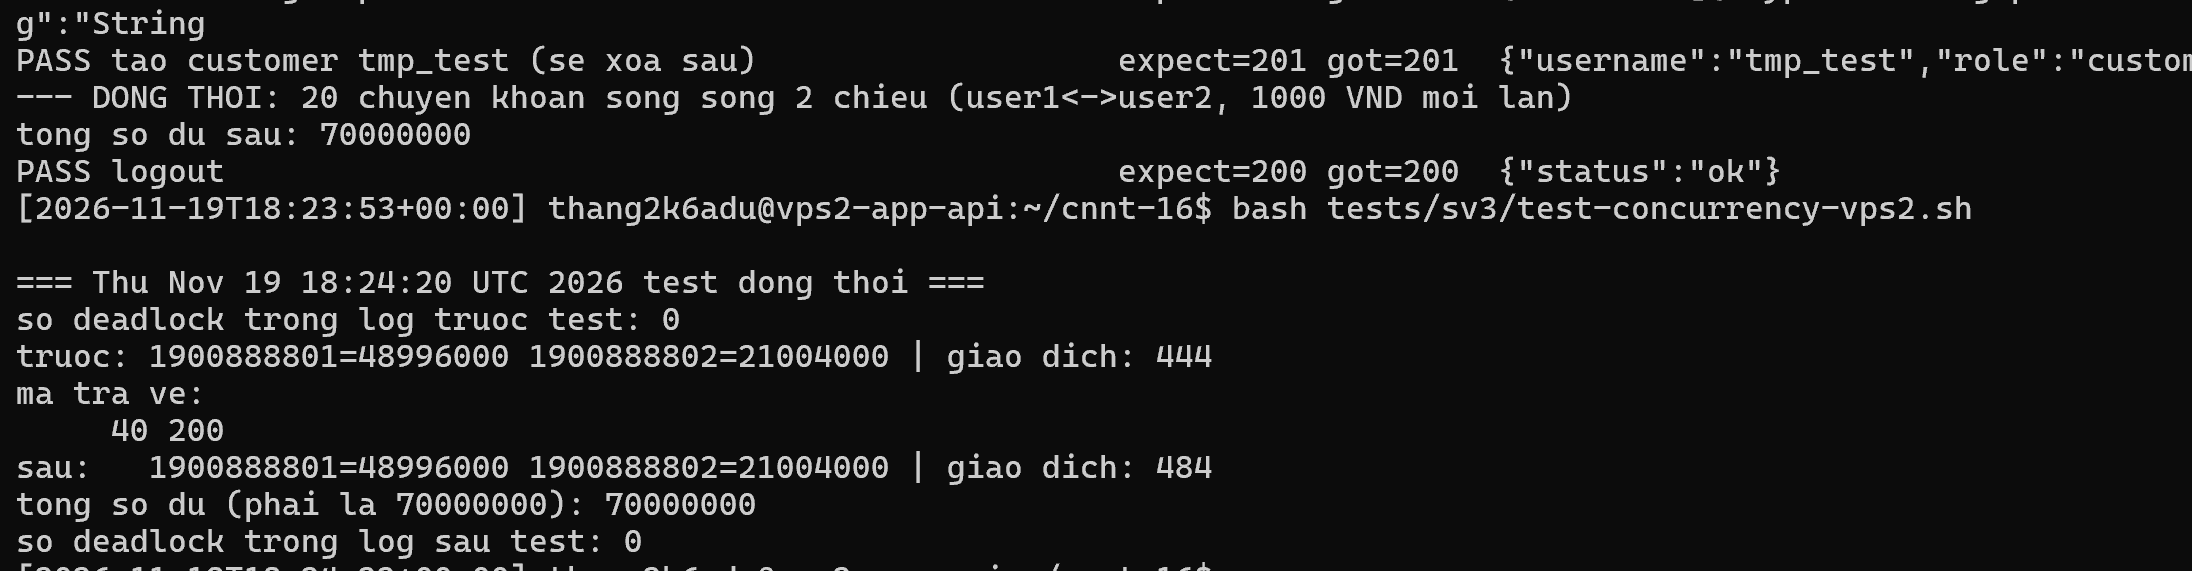 g":"String
PASS tao customer tmp_test (se xoa sau) expect=201 got=201 {"username":"tmp_test","role":"custom
--- DONG THOI: 20 chuyen khoan song song 2 chieu (user1<->user2, 1000 VND moi lan)
tong so du sau: 70000000
PASS logout expect=200 got=200 {"status":"ok"}
[2026-11-19T18:23:53+00:00] thang2k6adu@vps2-app-api:~/cnnt-16$ bash tests/sv3/test-concurrency-vps2.sh
=== Thu Nov 19 18:24:20 UTC 2026 test dong thoi ===
so deadlock trong log truoc test: 0
truoc: 1900888801=48996000 1900888802=21004000 | giao dich: 444
ma tra ve:
40 200
sau: 1900888801=48996000 1900888802=21004000 | giao dich: 484
tong so du (phai la 70000000): 70000000
so deadlock trong log sau test: 0